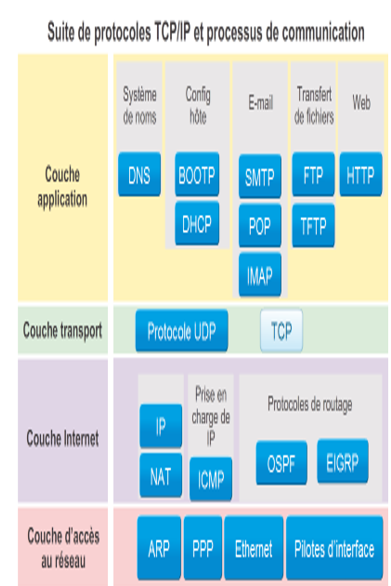 Suite de protocoles TCP/IP et processus de communication
Couche
application
Système
de noms
DNS
Config
hôte
BOOTP
DHCP
E-mail
SMTP
POP
IMAP
Transfert
de fichiers
FTP
TFTP
Web
HTTP
Couche transport
Protocole UDP
TCP
Couche Internet
IP
NAT
Prise en
charge de
IP
ICMP
Protocoles de routage
OSPF
EIGRP
Couche d'accès
au réseau
ARP
PPP
Ethernet
Pilotes d'interface